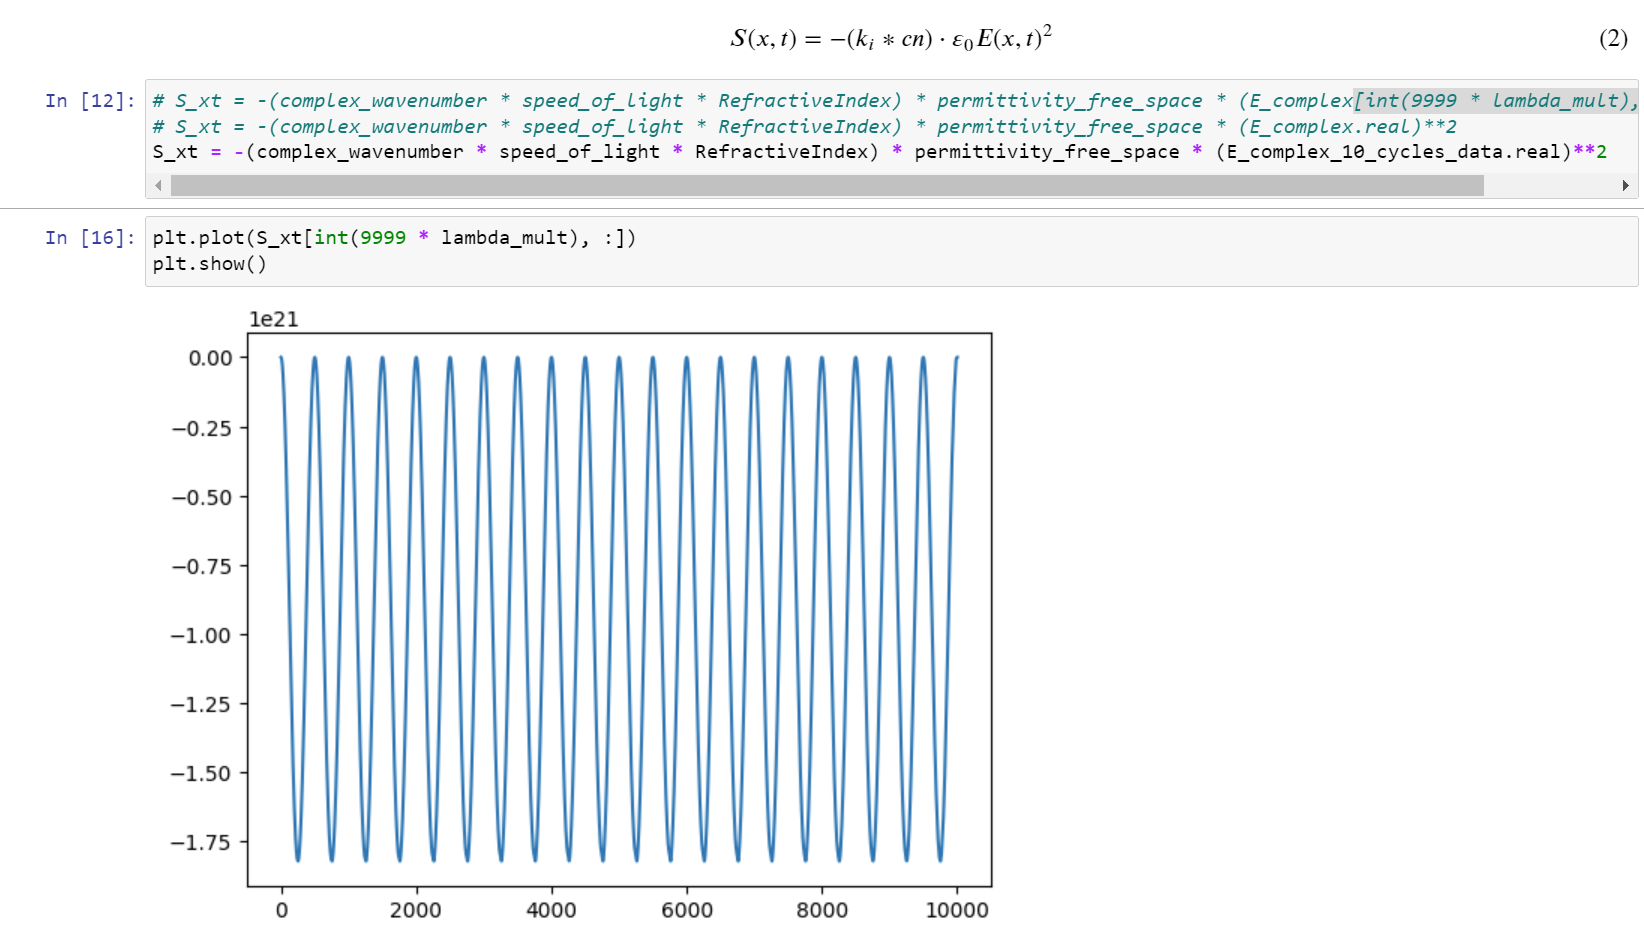 S(x, t) = −(kᵢ ∗ cn) · ε₀E(x, t)² (2)
In [12]: # S_xt = -(complex_wavenumber * speed_of_light * RefractiveIndex) * permittivity_free_space * (E_complex[int(9999 * lambda_mult),
# S_xt = -(complex_wavenumber * speed_of_light * RefractiveIndex) * permittivity_free_space * (E_complex.real)**2
S_xt = -(complex_wavenumber * speed_of_light * RefractiveIndex) * permittivity_free_space * (E_complex_10_cycles_data.real)**2
In [16]: plt.plot(S_xt[int(9999 * lambda_mult), :])
plt.show()
1e21
0.00
−0.25
−0.50
−0.75
−1.00
−1.25
−1.50
−1.75
0 2000 4000 6000 8000 10000